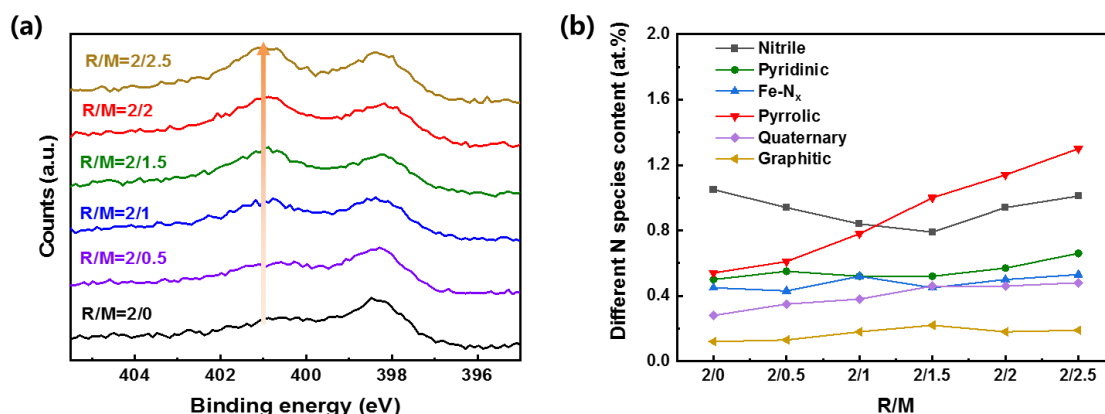 (a)
R/M=2/2.5
R/M=2/2
R/M=2/1.5
R/M=2/1
R/M=2/0.5
R/M=2/0
Counts (a.u.)
404 402 400 398 396
Binding energy (eV)
(b)
Nitrile
Pyridinic
Fe-Nₓ
Pyrrolic
Quaternary
Graphitic
Different N species content (at.%)
2.0
1.6
1.2
0.8
0.4
0.0
2/0 2/0.5 2/1 2/1.5 2/2 2/2.5
R/M